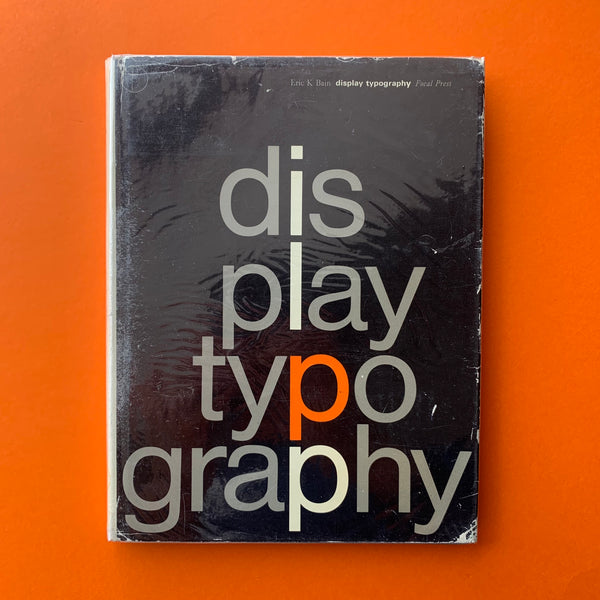 Eric K Bain display typography Focal Press
dis
play
typo
graphy